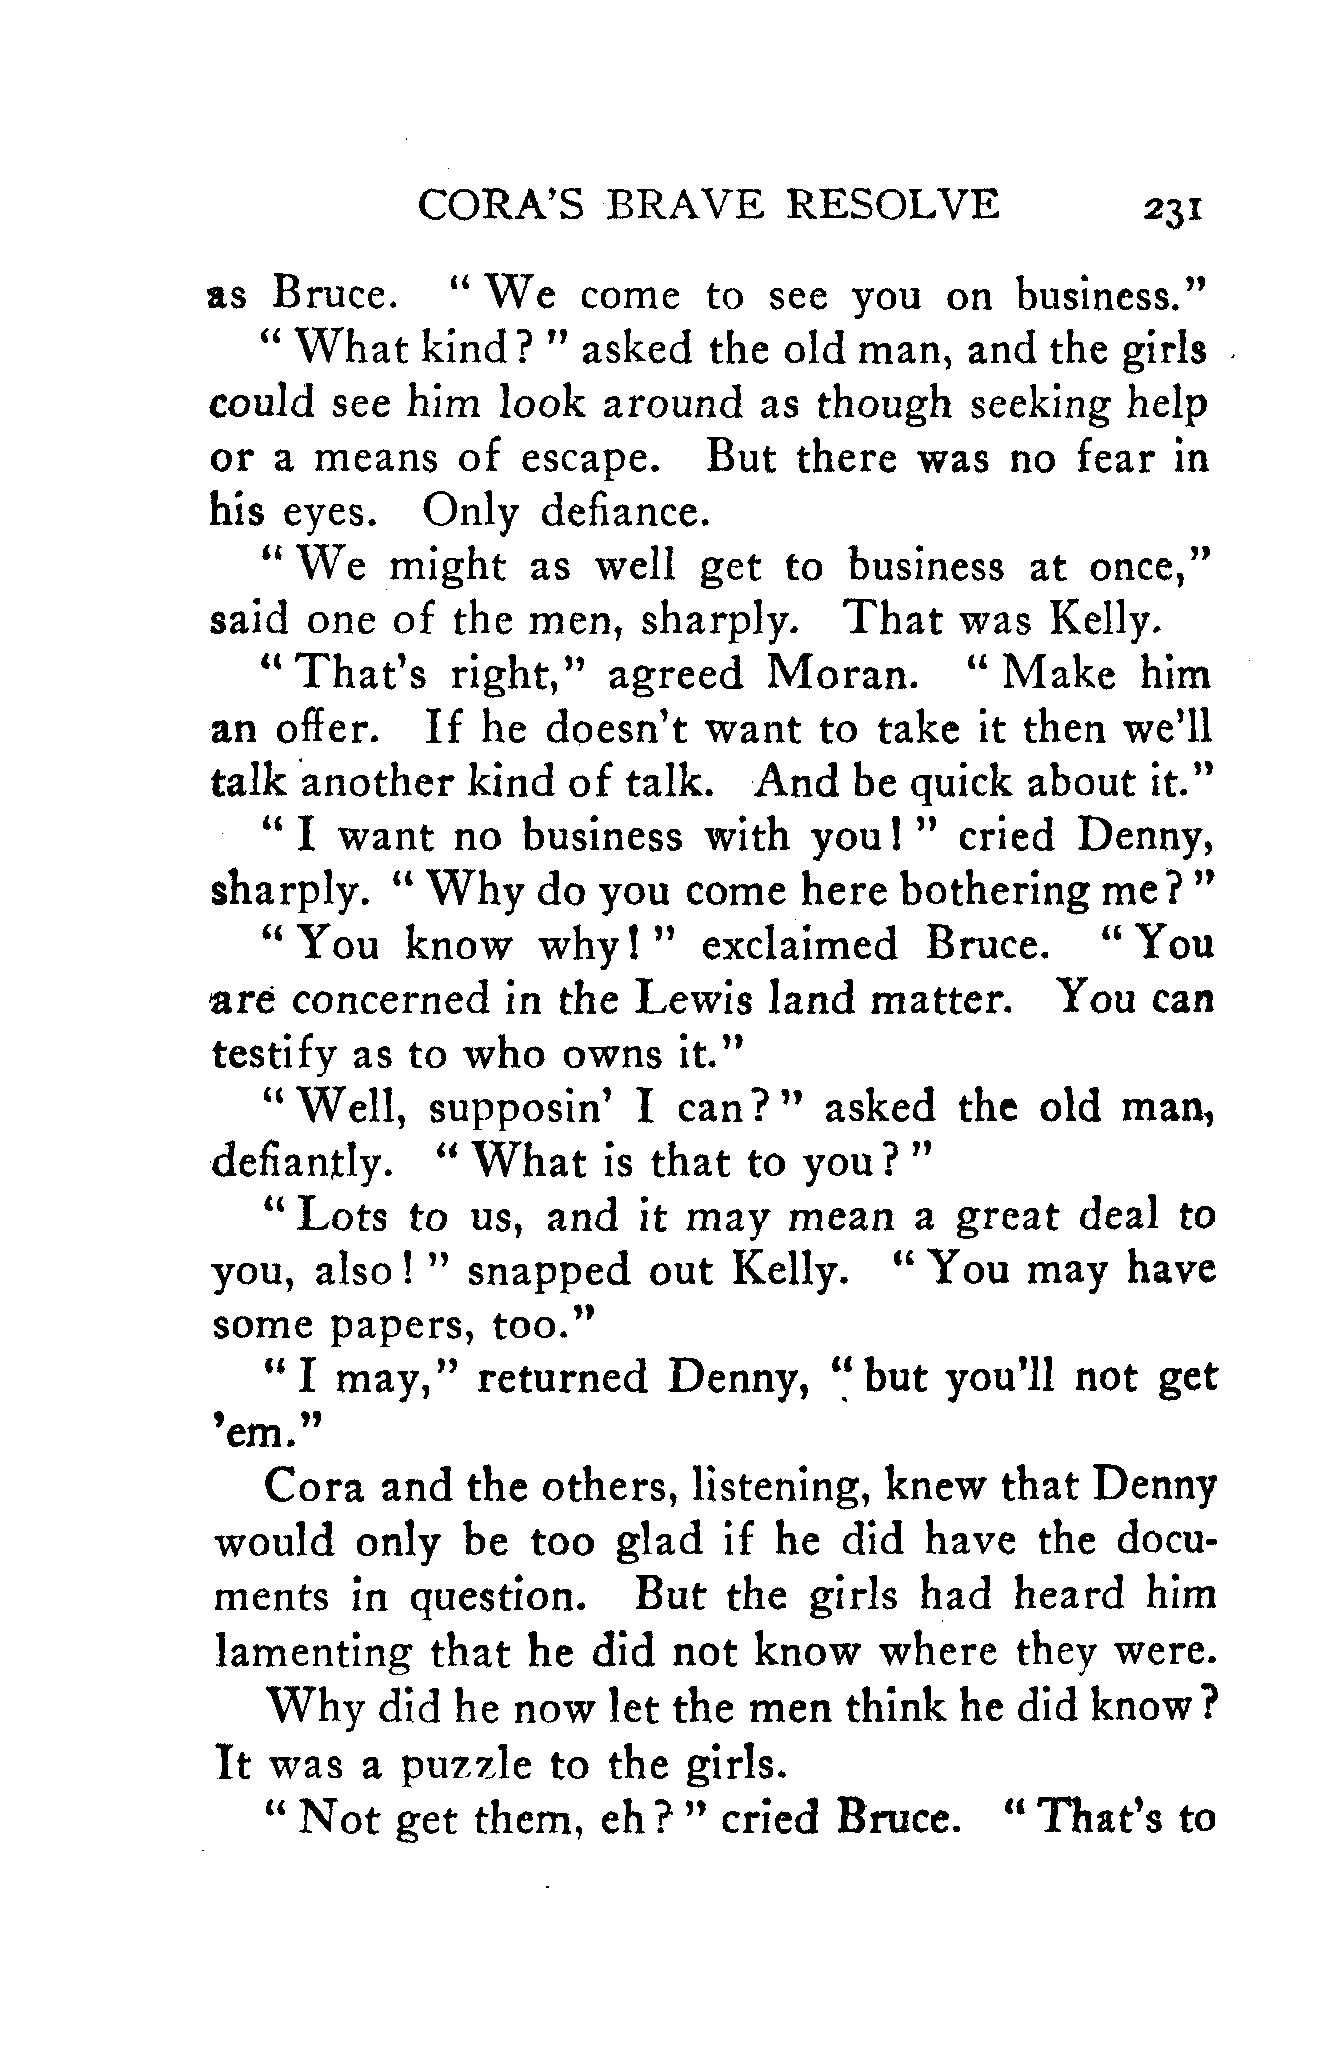 CORA'S BRAVE RESOLVE 231
as Bruce. " We come to see you on business."
" What kind? " asked the old man, and the girls
could see him look around as though seeking help
or a means of escape. But there was no fear in
his eyes. Only defiance.
" We might as well get to business at once,"
said one of the men, sharply. That was Kelly.
" That's right," agreed Moran. " Make him
an offer. If he doesn't want to take it then we'll
talk another kind of talk. And be quick about it."
" I want no business with you! " cried Denny,
sharply. " Why do you come here bothering me? "
" You know why! " exclaimed Bruce. " You
are concerned in the Lewis land matter. You can
testify as to who owns it."
" Well, supposin' I can? " asked the old man,
defiantly. " What is that to you? "
" Lots to us, and it may mean a great deal to
you, also! " snapped out Kelly. " You may have
some papers, too."
" I may," returned Denny, " but you'll not get
'em."
Cora and the others, listening, knew that Denny
would only be too glad if he did have the docu-
ments in question. But the girls had heard him
lamenting that he did not know where they were.
Why did he now let the men think he did know?
It was a puzzle to the girls.
" Not get them, eh? " cried Bruce. " That's to